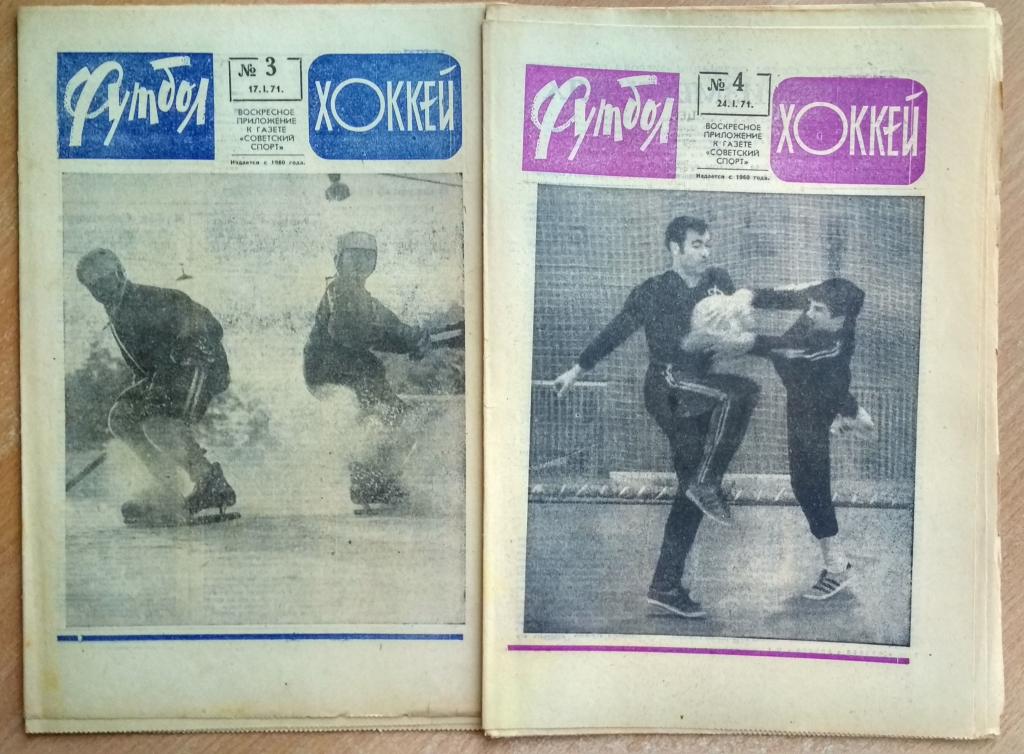 Футбол
№ 3
17.I.71.
ВОСКРЕСНОЕ
ПРИЛОЖЕНИЕ
К ГАЗЕТЕ
«СОВЕТСКИЙ
СПОРТ»
Издается с 1960 года.
ХОККЕЙ
Футбол
№ 4
24.I.71.
ВОСКРЕСНОЕ
ПРИЛОЖЕНИЕ
К ГАЗЕТЕ
«СОВЕТСКИЙ
СПОРТ»
Издается с 1960 года.
ХОККЕЙ